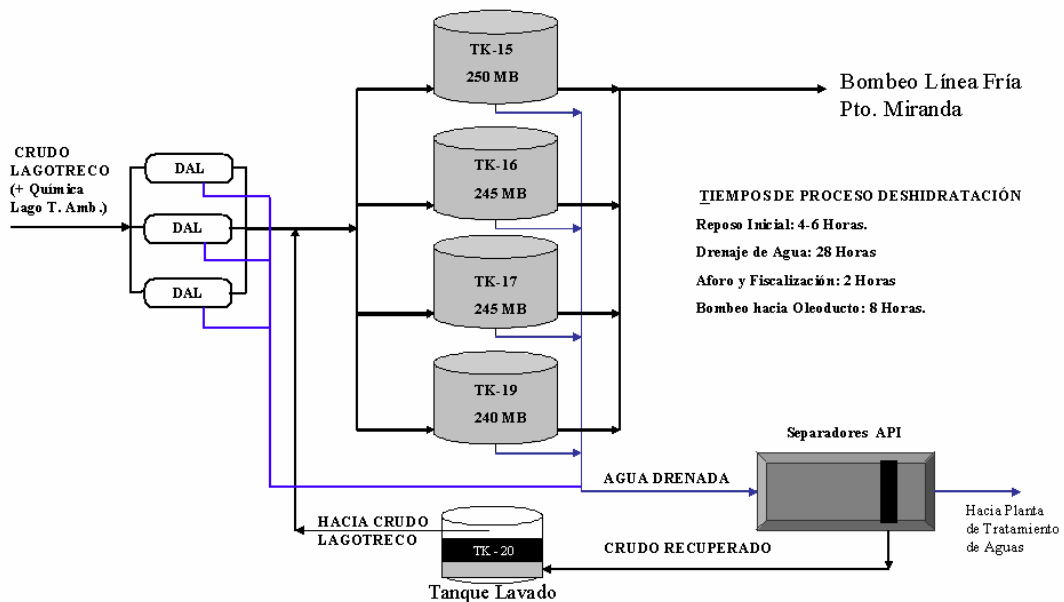 TK-15
250 MB
Bombeo Línea Fría
Pto. Miranda
CRUDO
LAGOTRECO
(+ Química
Lago T. Amb.)
DAL
DAL
DAL
TK-16
245 MB
TIEMPOS DE PROCESO DESHIDRATACIÓN
Reposo Inicial: 4-6 Horas.
Drenaje de Agua: 28 Horas
Aforo y Fiscalización: 2 Horas
Bombeo hacia Oleoducto: 8 Horas.
TK-17
245 MB
TK-19
240 MB
Separadores API
AGUA DRENADA
Hacia Planta
de Tratamiento
de Aguas
HACIA CRUDO
LAGOTRECO
TK - 20
CRUDO RECUPERADO
Tanque Lavado